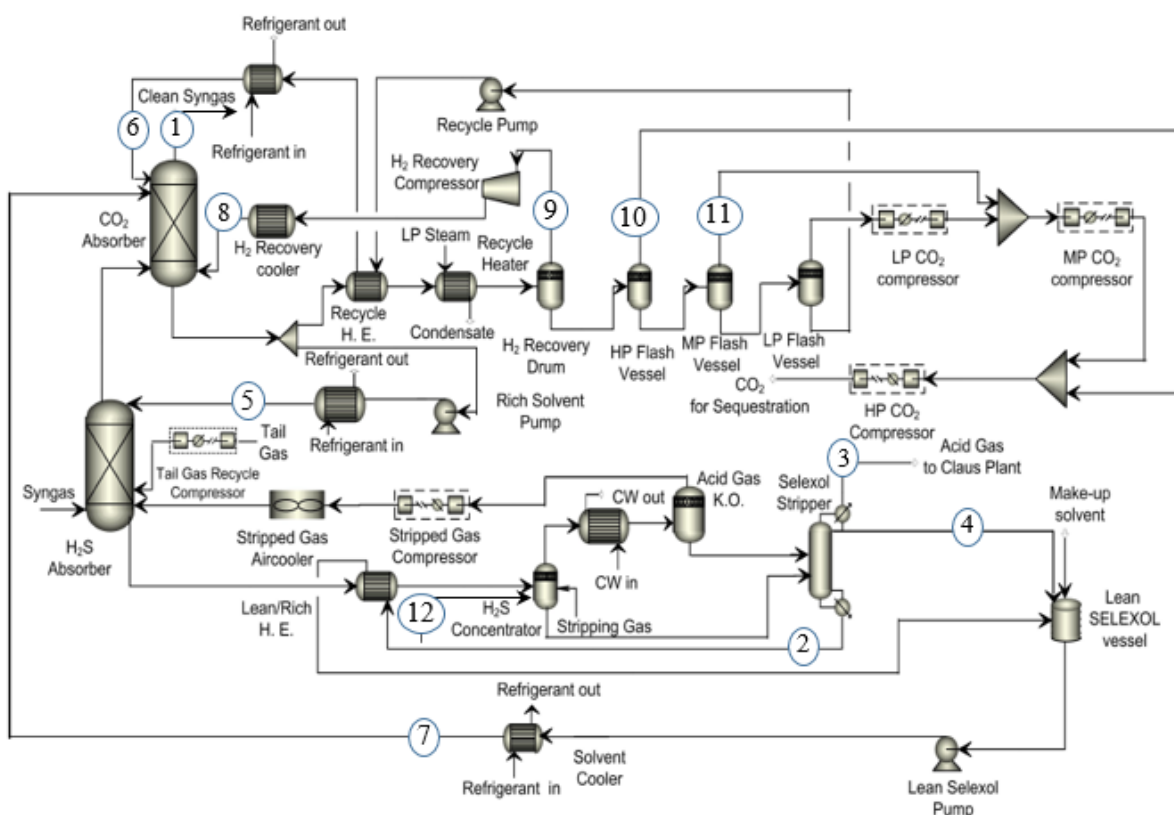 Refrigerant out
Clean Syngas
6
1
Refrigerant in
Recycle Pump
H₂ Recovery
Compressor
CO₂
Absorber
8
H₂ Recovery
cooler
LP Steam
Recycle
Heater
9
10
11
LP CO₂
compressor
MP CO₂
compressor
Recycle
H. E.
Condensate
H₂ Recovery
Drum
HP Flash
Vessel
MP Flash
Vessel
LP Flash
Vessel
Refrigerant out
5
Refrigerant in
Rich Solvent
Pump
CO₂
for Sequestration
HP CO₂
Compressor
Tail
Gas
Tail Gas Recycle
Compressor
Syngas
H₂S
Absorber
Stripped Gas
Aircooler
Stripped Gas
Compressor
CW out
CW in
Acid Gas
K.O.
Selexol
Stripper
3
Acid Gas
to Claus Plant
4
Make-up
solvent
Lean
SELEXOL
vessel
Lean/Rich
H. E.
12
H₂S
Concentrator
Stripping Gas
2
Refrigerant out
7
Refrigerant in
Solvent
Cooler
Lean Selexol
Pump